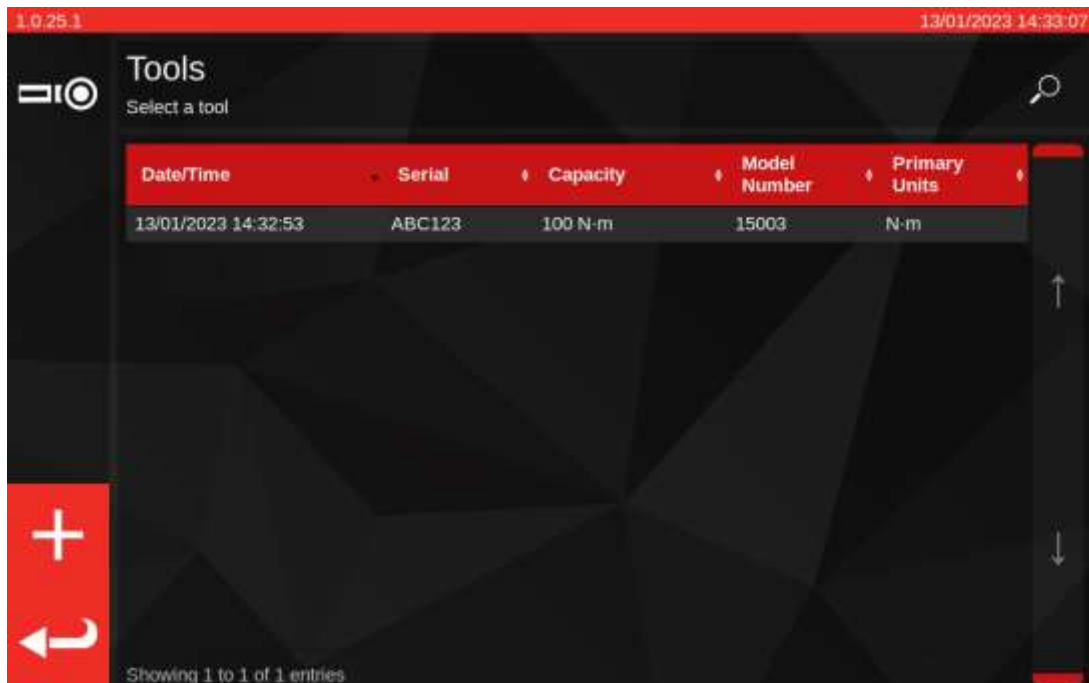 1.0.25.1 13/01/2023 14:33:07
Tools
Select a tool
Date/Time Serial Capacity Model Number Primary Units
13/01/2023 14:32:53 ABC123 100 N·m 15003 N·m
Showing 1 to 1 of 1 entries